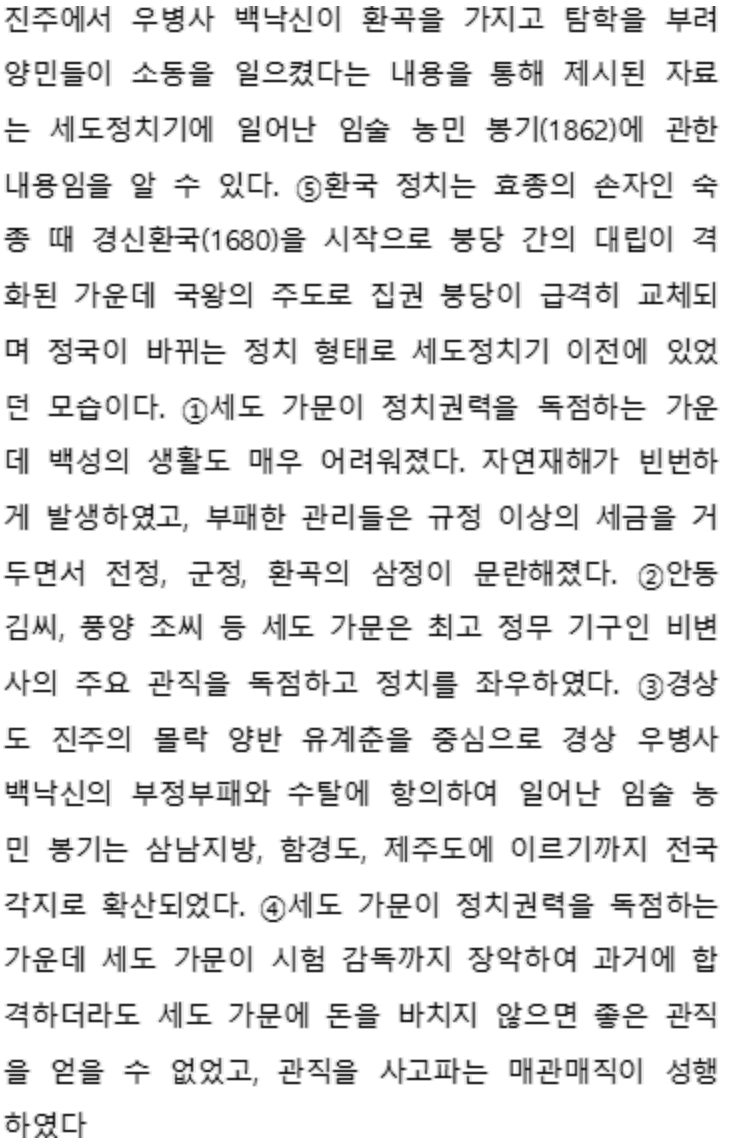 진주에서 우병사 백낙신이 환곡을 가지고 탐학을 부려
양민들이 소동을 일으켰다는 내용을 통해 제시된 자료
는 세도정치기에 일어난 임술 농민 봉기(1862)에 관한
내용임을 알 수 있다. ⑤환국 정치는 효종의 손자인 숙
종 때 경신환국(1680)을 시작으로 붕당 간의 대립이 격
화된 가운데 국왕의 주도로 집권 붕당이 급격히 교체되
며 정국이 바뀌는 정치 형태로 세도정치기 이전에 있었
던 모습이다. ①세도 가문이 정치권력을 독점하는 가운
데 백성의 생활도 매우 어려워졌다. 자연재해가 빈번하
게 발생하였고, 부패한 관리들은 규정 이상의 세금을 거
두면서 전정, 군정, 환곡의 삼정이 문란해졌다. ②안동
김씨, 풍양 조씨 등 세도 가문은 최고 정무 기구인 비변
사의 주요 관직을 독점하고 정치를 좌우하였다. ③경상
도 진주의 몰락 양반 유계춘을 중심으로 경상 우병사
백낙신의 부정부패와 수탈에 항의하여 일어난 임술 농
민 봉기는 삼남지방, 함경도, 제주도에 이르기까지 전국
각지로 확산되었다. ④세도 가문이 정치권력을 독점하는
가운데 세도 가문이 시험 감독까지 장악하여 과거에 합
격하더라도 세도 가문에 돈을 바치지 않으면 좋은 관직
을 얻을 수 없었고, 관직을 사고파는 매관매직이 성행
하였다